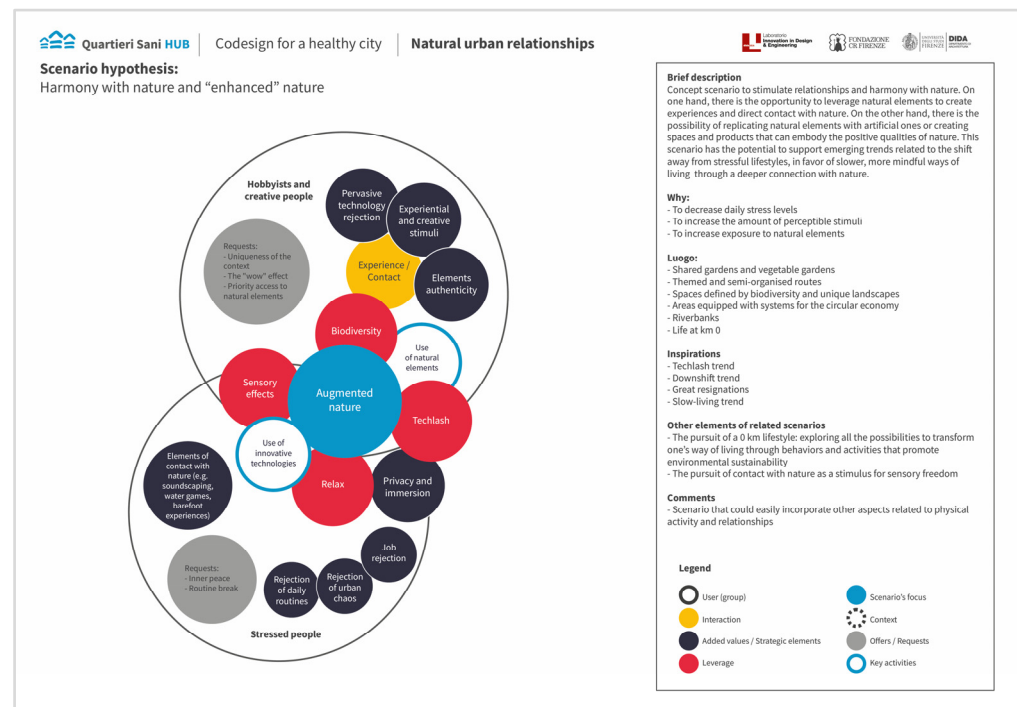 Quartieri Sani HUB
Codesign for a healthy city
Natural urban relationships
Laboratorio
Innovation in Design
& Engineering
FONDAZIONE
CR FIRENZE
UNIVERSITÀ
DEGLI STUDI
FIRENZE
DIDA
Scenario hypothesis:
Harmony with nature and “enhanced” nature
Hobbyists and
creative people
Pervasive
technology
rejection
Experiential
and creative
stimuli
Requests:
- Uniqueness of the
context
- The "wow" effect
- Priority access to
natural elements
Experience /
Contact
Elements
authenticity
Biodiversity
Use
of natural
elements
Sensory
effects
Augmented
nature
Techlash
Use of
innovative
technologies
Elements of
contact with
nature (e.g.
soundscaping,
water games,
barefoot
experiences)
Relax
Privacy and
immersion
Job
rejection
Requests:
- Inner peace
- Routine break
Rejection
of daily
routines
Rejection
of urban
chaos
Stressed people
Brief description
Concept scenario to stimulate relationships and harmony with nature. On
one hand, there is the opportunity to leverage natural elements to create
experiences and direct contact with nature. On the other hand, there is the
possibility of replicating natural elements with artificial ones or creating
spaces and products that can embody the positive qualities of nature. This
scenario has the potential to support emerging trends related to the shift
away from stressful lifestyles, in favor of slower, more mindful ways of
living through a deeper connection with nature.
Why:
- To decrease daily stress levels
- To increase the amount of perceptible stimuli
- To increase exposure to natural elements
Luogo:
- Shared gardens and vegetable gardens
- Themed and semi-organised routes
- Spaces defined by biodiversity and unique landscapes
- Areas equipped with systems for the circular economy
- Riverbanks
- Life at km 0
Inspirations
- Techlash trend
- Downshift trend
- Great resignations
- Slow-living trend
Other elements of related scenarios
- The pursuit of a 0 km lifestyle: exploring all the possibilities to transform
one’s way of living through behaviors and activities that promote
environmental sustainability
- The pursuit of contact with nature as a stimulus for sensory freedom
Comments
- Scenario that could easily incorporate other aspects related to physical
activity and relationships
Legend
User (group)
Interaction
Added values / Strategic elements
Leverage
Scenario’s focus
Context
Offers / Requests
Key activities